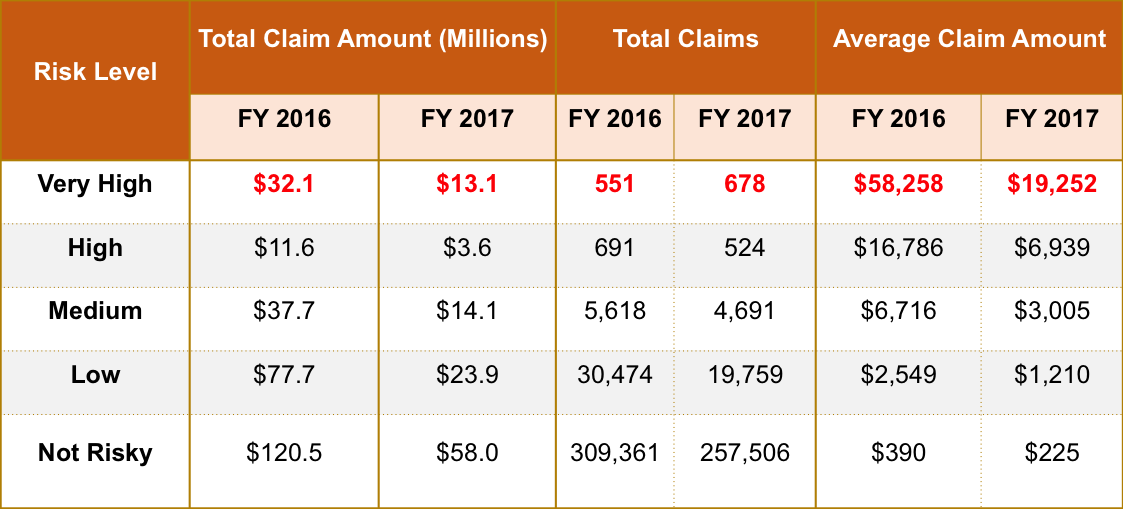 Risk Level Total Claim Amount (Millions) Total Claims Average Claim Amount
FY 2016 FY 2017 FY 2016 FY 2017 FY 2016 FY 2017
Very High $32.1 $13.1 551 678 $58,258 $19,252
High $11.6 $3.6 691 524 $16,786 $6,939
Medium $37.7 $14.1 5,618 4,691 $6,716 $3,005
Low $77.7 $23.9 30,474 19,759 $2,549 $1,210
Not Risky $120.5 $58.0 309,361 257,506 $390 $225